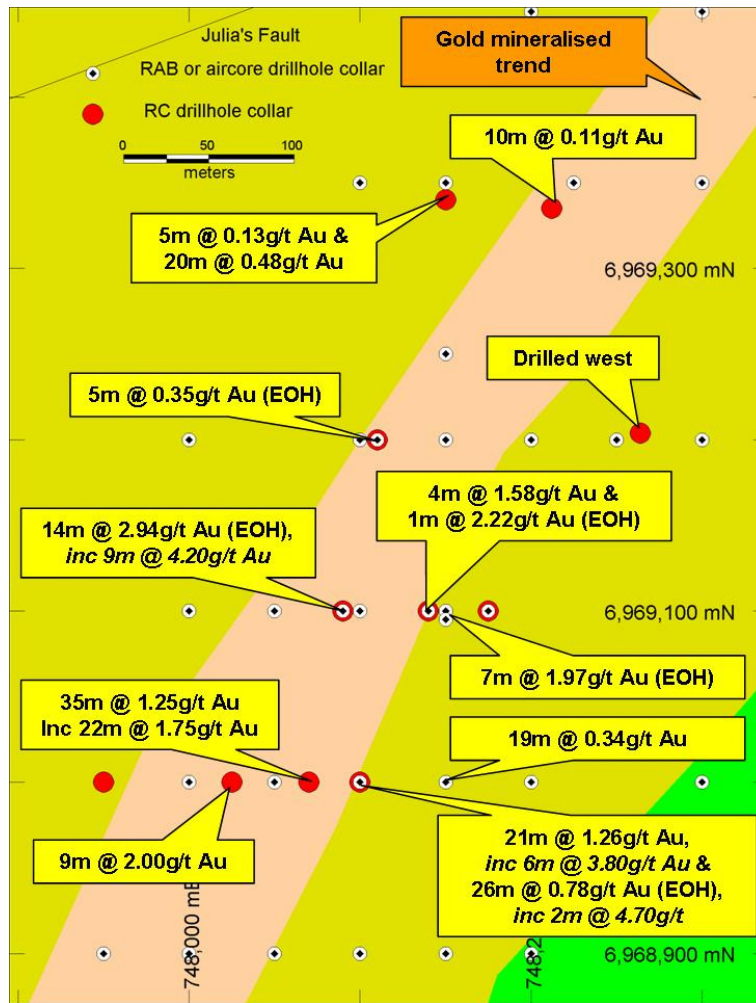 Julia's Fault
RAB or aircore drillhole collar
RC drillhole collar
0 50 100
meters
Gold mineralised
trend
10m @ 0.11g/t Au
5m @ 0.13g/t Au &
20m @ 0.48g/t Au
6,969,300 mN
Drilled west
5m @ 0.35g/t Au (EOH)
4m @ 1.58g/t Au &
1m @ 2.22g/t Au (EOH)
14m @ 2.94g/t Au (EOH),
inc 9m @ 4.20g/t Au
6,969,100 mN
7m @ 1.97g/t Au (EOH)
35m @ 1.25g/t Au
Inc 22m @ 1.75g/t Au
19m @ 0.34g/t Au
9m @ 2.00g/t Au
21m @ 1.26g/t Au,
inc 6m @ 3.80g/t Au &
26m @ 0.78g/t Au (EOH),
inc 2m @ 4.70g/t
748,000 mE
748,2
6,968,900 mN